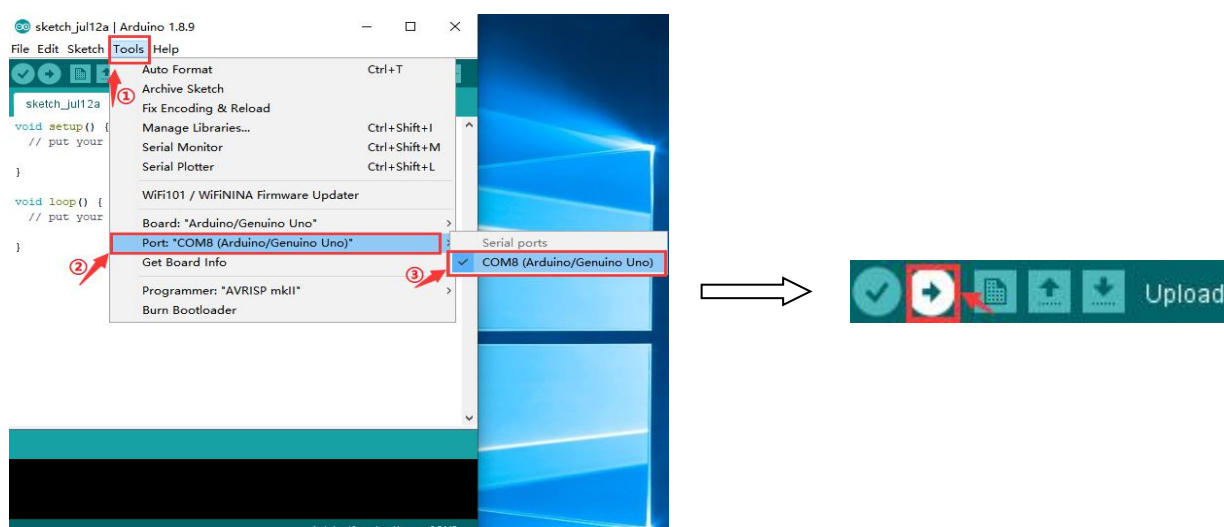 sketch_jul12a | Arduino 1.8.9
File Edit Sketch Tools Help
①
sketch_jul12a
void setup() {
// put your
}
void loop() {
// put your
}
Auto Format Ctrl+T
Archive Sketch
Fix Encoding & Reload
Manage Libraries... Ctrl+Shift+I
Serial Monitor Ctrl+Shift+M
Serial Plotter Ctrl+Shift+L
WiFi101 / WiFiNINA Firmware Updater
Board: "Arduino/Genuino Uno"
Port: "COM8 (Arduino/Genuino Uno)"
Get Board Info
Programmer: "AVRISP mkII"
Burn Bootloader
②
Serial ports
COM8 (Arduino/Genuino Uno)
③
Upload